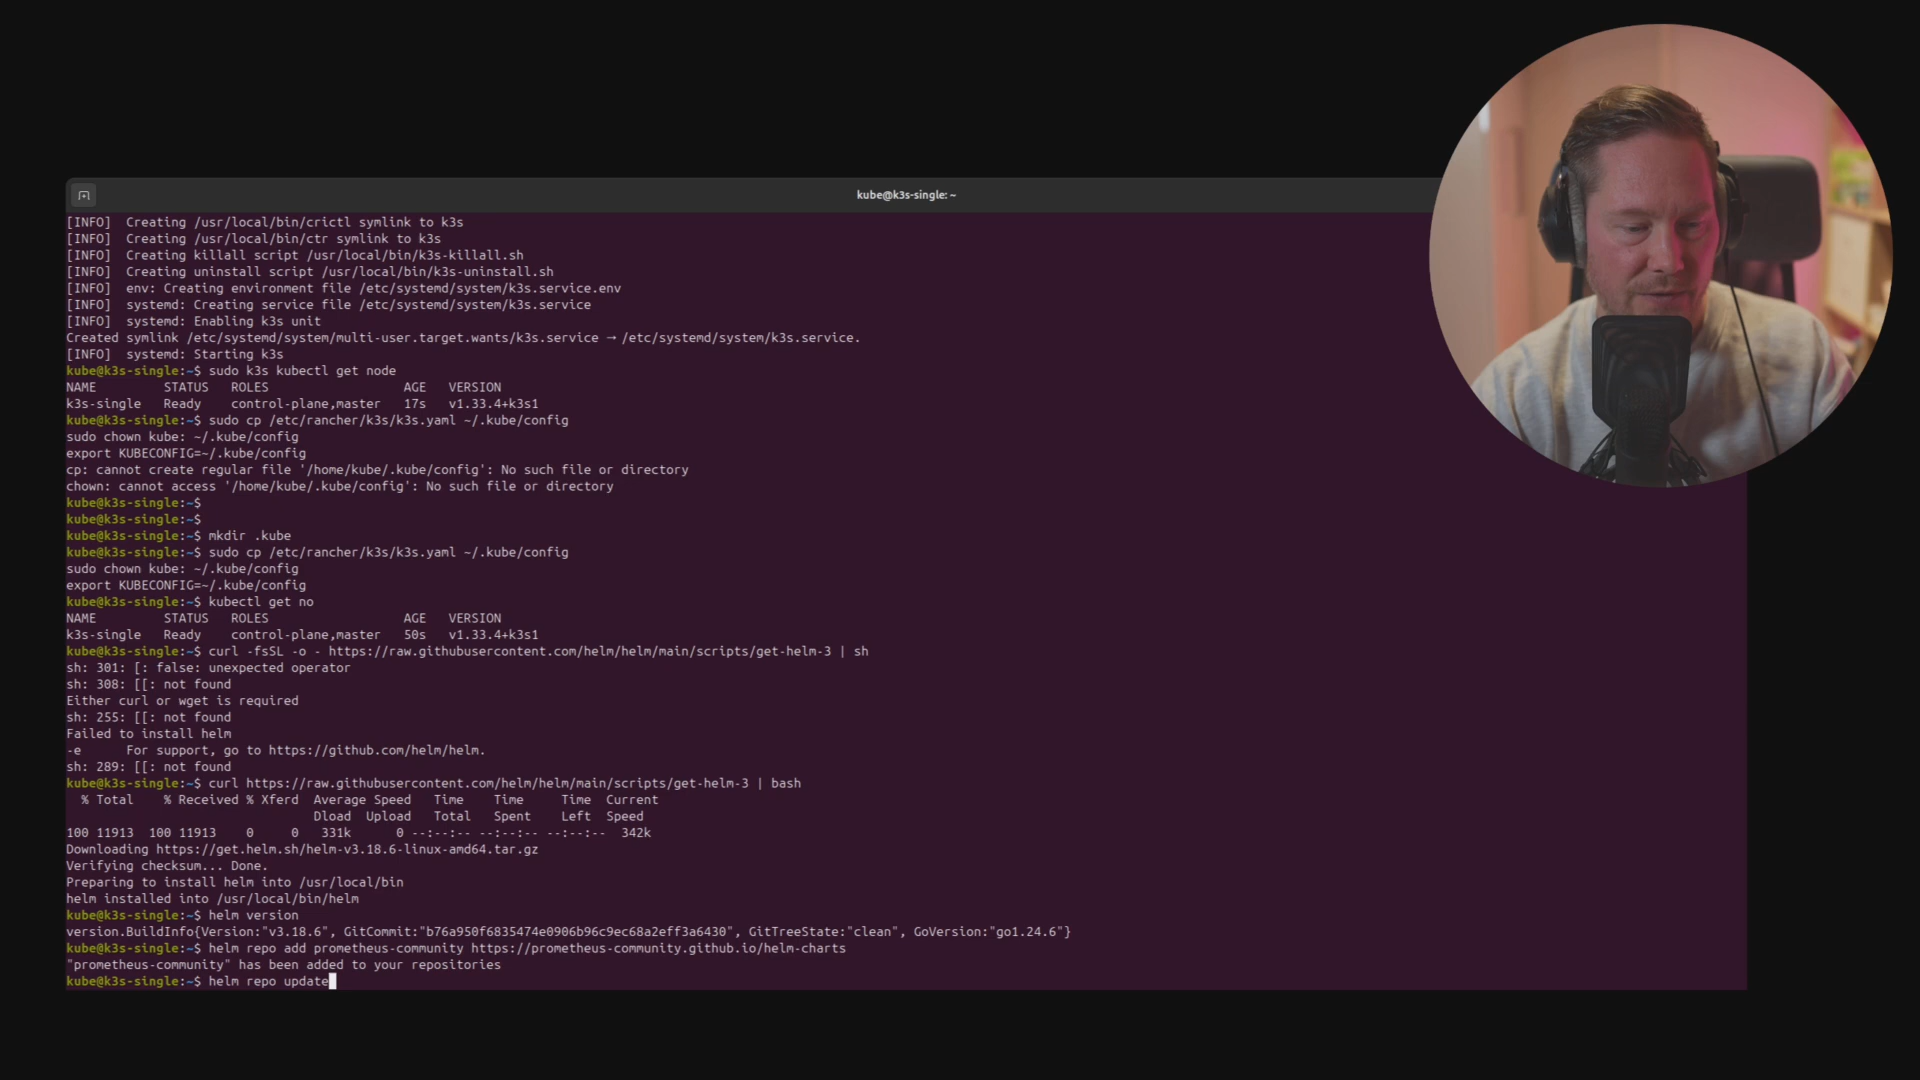 kube@k3s-single: ~
[INFO]  Creating /usr/local/bin/crictl symlink to k3s
[INFO]  Creating /usr/local/bin/ctr symlink to k3s
[INFO]  Creating killall script /usr/local/bin/k3s-killall.sh
[INFO]  Creating uninstall script /usr/local/bin/k3s-uninstall.sh
[INFO]  env: Creating environment file /etc/systemd/system/k3s.service.env
[INFO]  systemd: Creating service file /etc/systemd/system/k3s.service
[INFO]  systemd: Enabling k3s unit
Created symlink /etc/systemd/system/multi-user.target.wants/k3s.service → /etc/systemd/system/k3s.service.
[INFO]  systemd: Starting k3s
kube@k3s-single:~$ sudo k3s kubectl get node
NAME         STATUS   ROLES                  AGE   VERSION
k3s-single   Ready    control-plane,master   17s   v1.33.4+k3s1
kube@k3s-single:~$ sudo cp /etc/rancher/k3s/k3s.yaml ~/.kube/config
sudo chown kube: ~/.kube/config
export KUBECONFIG=~/.kube/config
cp: cannot create regular file '/home/kube/.kube/config': No such file or directory
chown: cannot access '/home/kube/.kube/config': No such file or directory
kube@k3s-single:~$
kube@k3s-single:~$
kube@k3s-single:~$ mkdir .kube
kube@k3s-single:~$ sudo cp /etc/rancher/k3s/k3s.yaml ~/.kube/config
sudo chown kube: ~/.kube/config
export KUBECONFIG=~/.kube/config
kube@k3s-single:~$ kubectl get no
NAME         STATUS   ROLES                  AGE   VERSION
k3s-single   Ready    control-plane,master   50s   v1.33.4+k3s1
kube@k3s-single:~$ curl -fsSL -o - https://raw.githubusercontent.com/helm/helm/main/scripts/get-helm-3 | sh
sh: 301: [: false: unexpected operator
sh: 308: [[: not found
Either curl or wget is required
sh: 255: [[: not found
Failed to install helm
-e      For support, go to https://github.com/helm/helm.
sh: 289: [[: not found
kube@k3s-single:~$ curl https://raw.githubusercontent.com/helm/helm/main/scripts/get-helm-3 | bash
  % Total    % Received % Xferd  Average Speed   Time    Time     Time  Current
                                 Dload  Upload   Total   Spent    Left  Speed
100 11913  100 11913    0     0   331k      0 --:--:-- --:--:-- --:--:--  342k
Downloading https://get.helm.sh/helm-v3.18.6-linux-amd64.tar.gz
Verifying checksum... Done.
Preparing to install helm into /usr/local/bin
helm installed into /usr/local/bin/helm
kube@k3s-single:~$ helm version
version.BuildInfo{Version:"v3.18.6", GitCommit:"b76a950f6835474e0906b96c9ec68a2eff3a6430", GitTreeState:"clean", GoVersion:"go1.24.6"}
kube@k3s-single:~$ helm repo add prometheus-community https://prometheus-community.github.io/helm-charts
"prometheus-community" has been added to your repositories
kube@k3s-single:~$ helm repo update